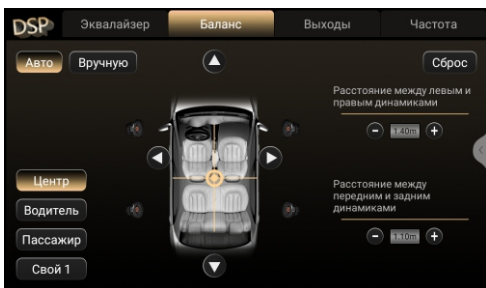 DSP Эквалайзер Баланс Выходы Частота
Авто Вручную Сброс
Расстояние между левым и
правым динамиками
1.40m
Центр
Водитель
Пассажир
Свой 1
Расстояние между
передним и задним
динамиками
1.10m